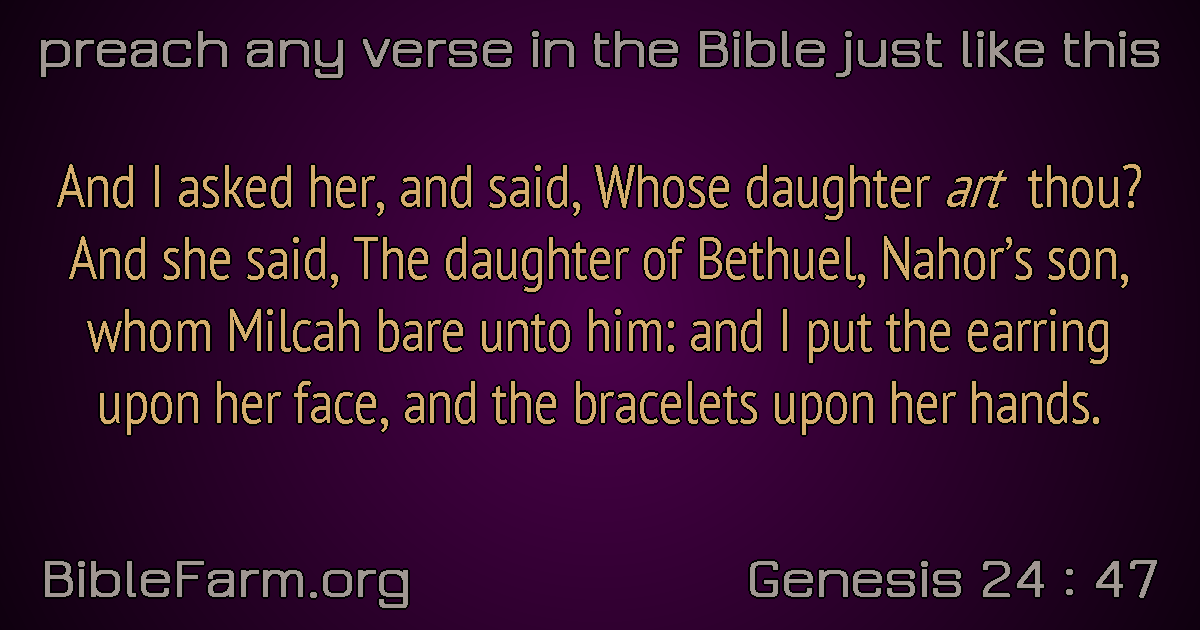 preach any verse in the Bible just like this
And I asked her, and said, Whose daughter art thou?
And she said, The daughter of Bethuel, Nahor’s son,
whom Milcah bare unto him: and I put the earring
upon her face, and the bracelets upon her hands.
BibleFarm.org
Genesis 24 : 47